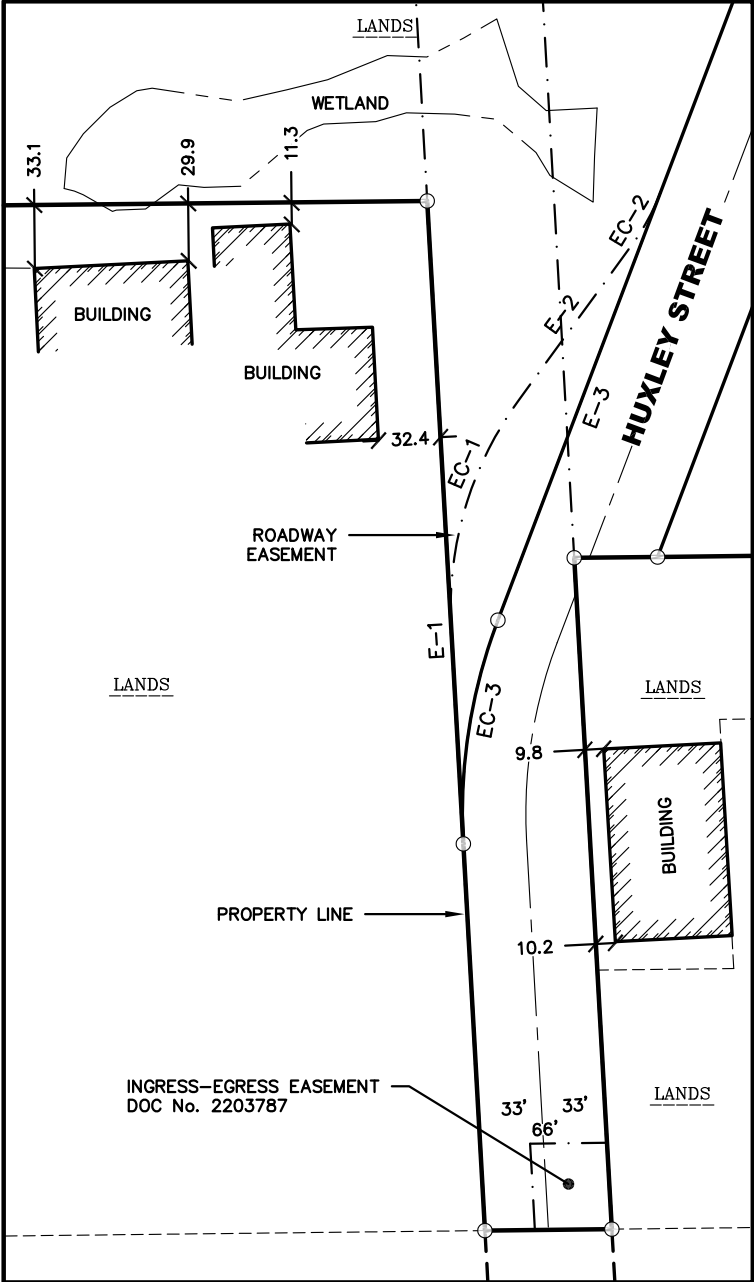 LANDS
WETLAND
33.1
29.9
11.3
EC-2
BUILDING
E-2
HUXLEY STREET
BUILDING
E-3
32.4
EC-1
ROADWAY
EASEMENT
E-1
LANDS
LANDS
EC-3
9.8
BUILDING
PROPERTY LINE
10.2
INGRESS-EGRESS EASEMENT
DOC No. 2203787
LANDS
33'
33'
66'